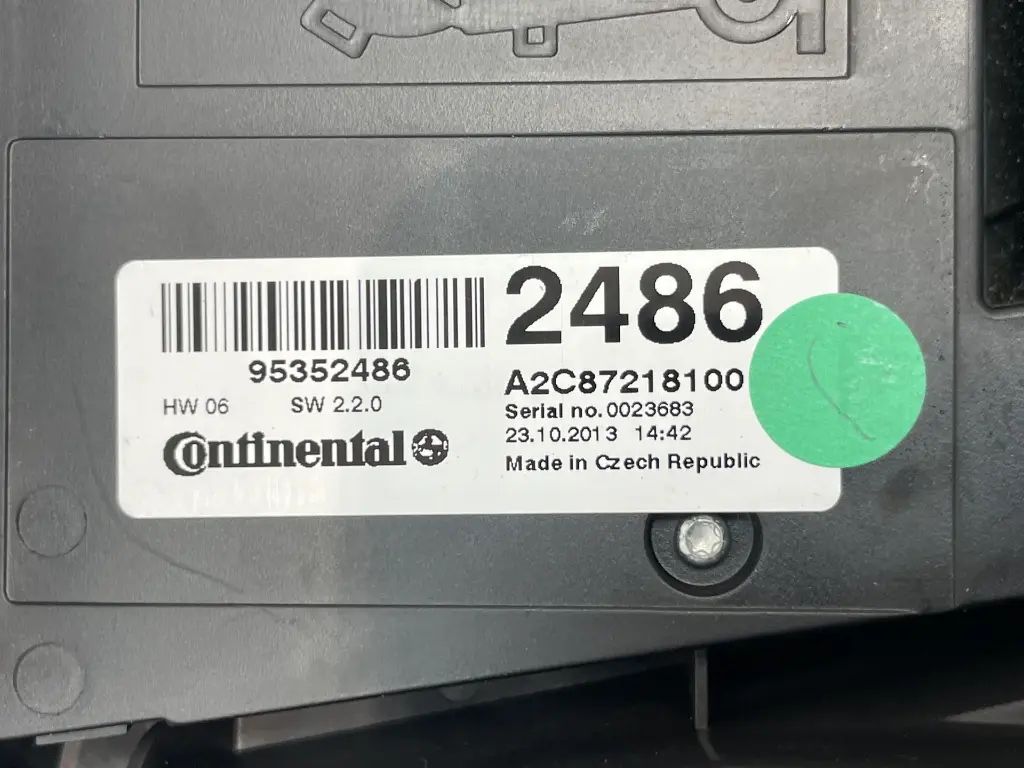 95352486
HW 06 SW 2.2.0
Continental
2486
A2C87218100
Serial no. 0023683
23.10.2013 14:42
Made in Czech Republic